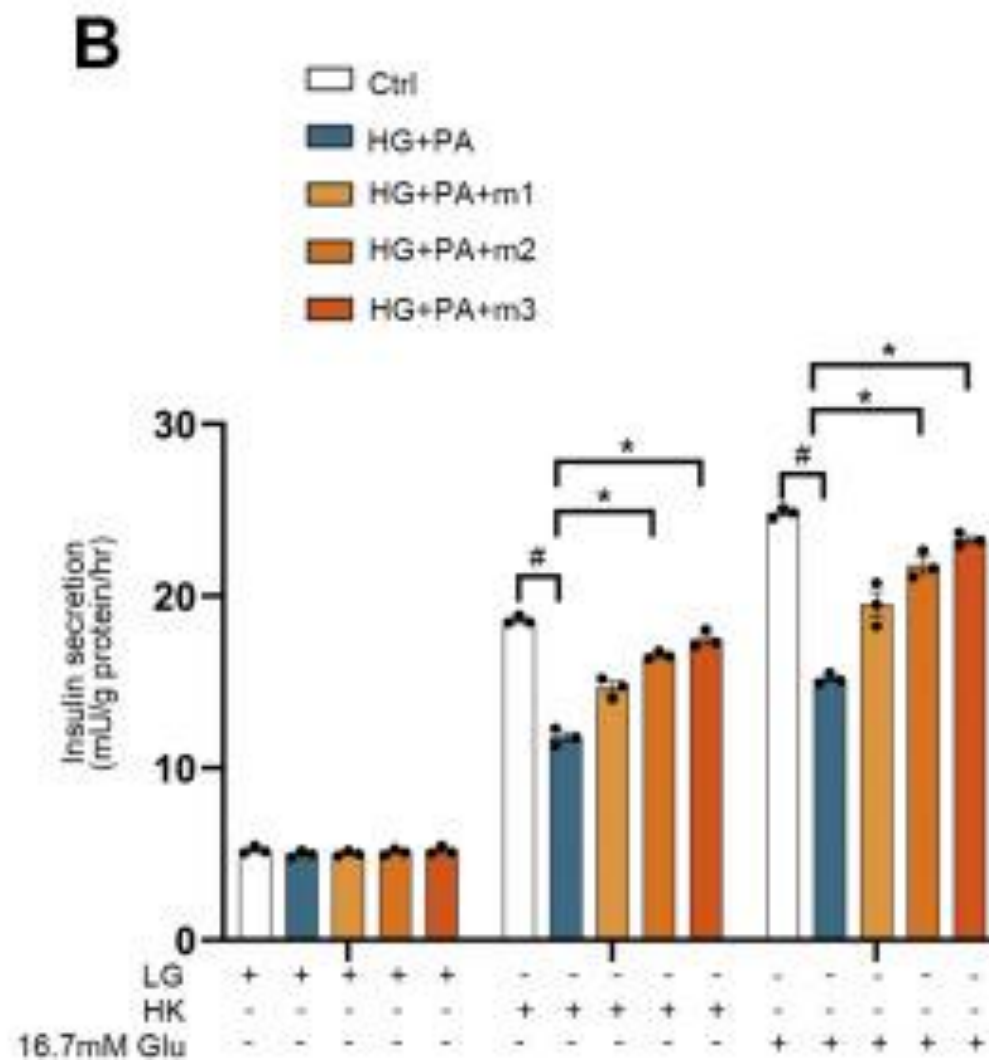 B
Ctrl
HG+PA
HG+PA+m1
HG+PA+m2
HG+PA+m3
*
*
#
*
*
#
30
20
10
0
Insulin secretion
(mU/g protein/hr)
LG + + + + + - - - - - - - - - -
HK - - - - - + + + + + - - - - -
16.7mM Glu - - - - - - - - - - + + + + +